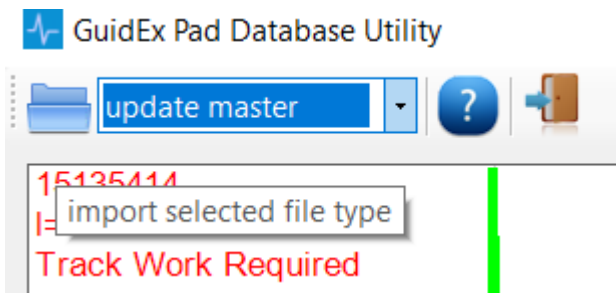 GuidEx Pad Database Utility
update master
?
15135414
import selected file type
Track Work Required